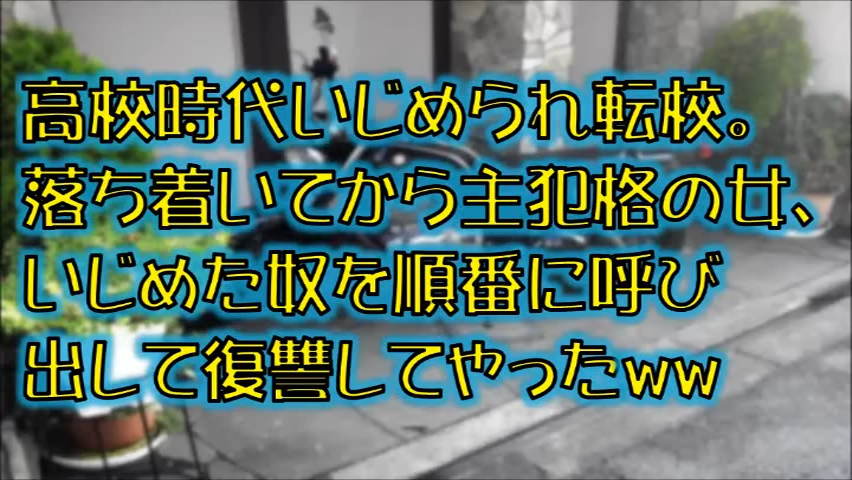 高校時代いじめられ転校。
落ち着いてから主犯格の女、
いじめた奴を順番に呼び
出して復讐してやったww